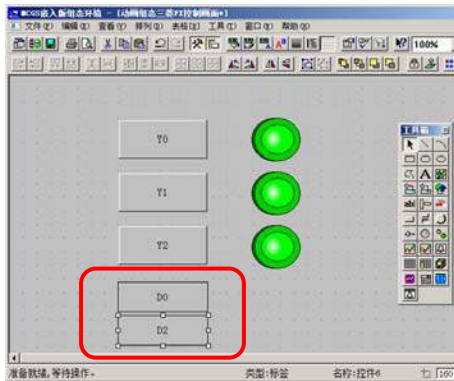 MCGS嵌入版组态环境 - [动画组态三菱FX控制画面*]
文件(F) 编辑(E) 查看(V) 排列(D) 表格(I) 工具(T) 窗口(W) 帮助(H)
100%
工具箱
Y0
Y1
Y2
D0
D2
准备就绪,等待操作。 类型:标签 名称:控件6 160